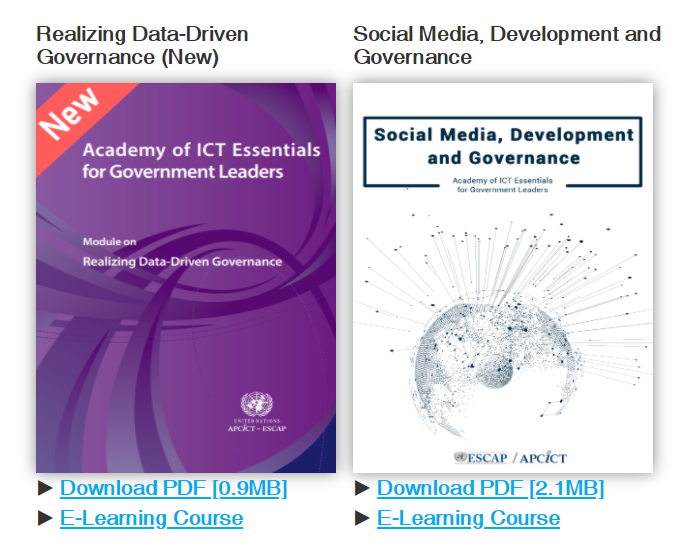 Realizing Data-Driven
Governance (New)
New
Academy of ICT Essentials
for Government Leaders
Module on
Realizing Data-Driven Governance
UNITED NATIONS
APCICT - ESCAP
► Download PDF [0.9MB]
► E-Learning Course
Social Media, Development and
Governance
Social Media, Development
and Governance
Academy of ICT Essentials
for Government Leaders
ESCAP / APCICT
► Download PDF [2.1MB]
► E-Learning Course